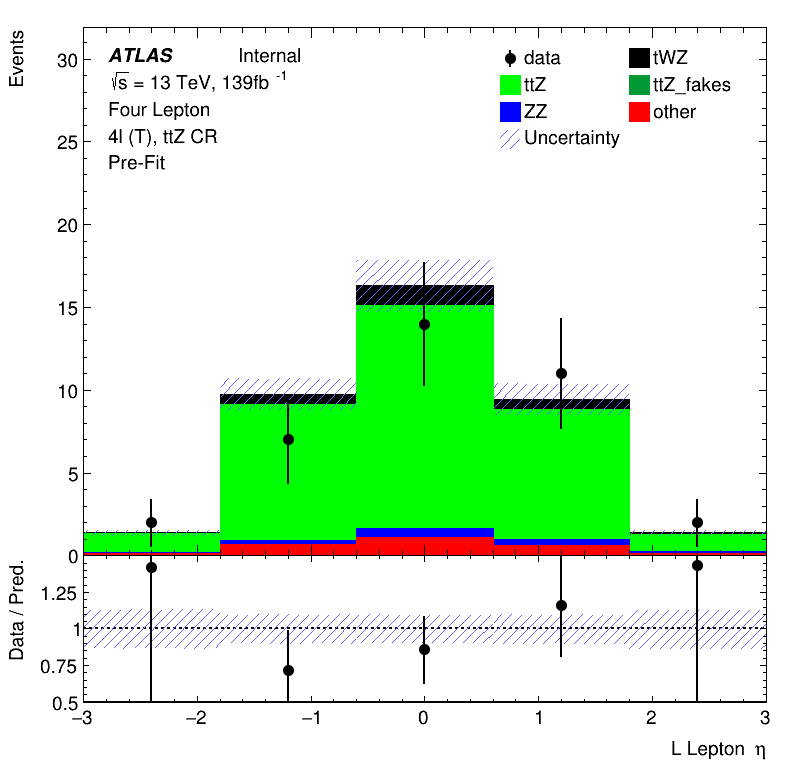 Events
30
25
20
15
10
5
0
ATLAS Internal
√s = 13 TeV, 139fb -1
Four Lepton
4l (T), ttZ CR
Pre-Fit
data
tWZ
ttZ
ttZ_fakes
ZZ
other
Uncertainty
Data / Pred.
1.25
1
0.75
0.5
−3 −2 −1 0 1 2 3
L Lepton η